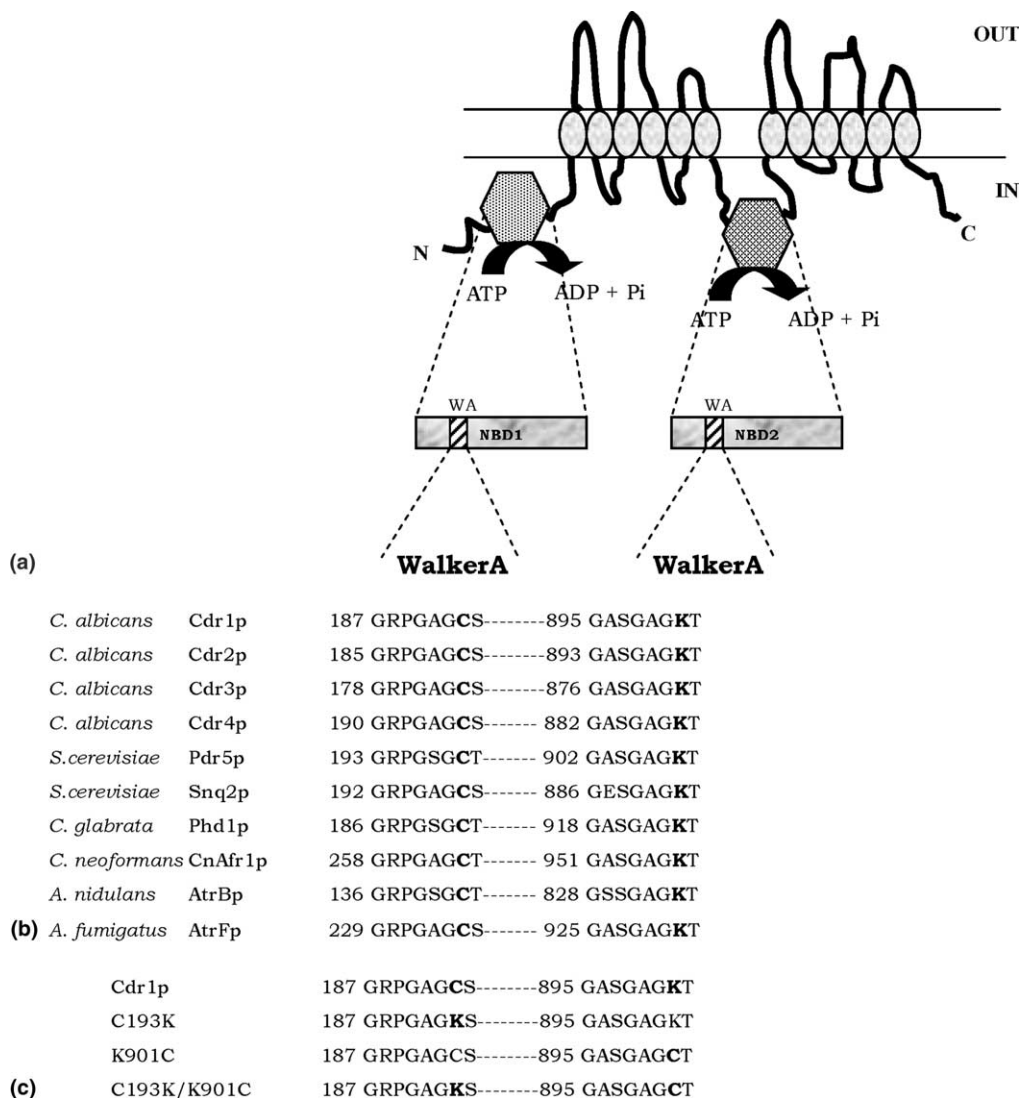 OUT
IN
N
C
ATP ADP + Pi
ATP ADP + Pi
WA WA
NBD1 NBD2
(a) WalkerA WalkerA
C. albicans Cdr1p 187 GRPGAGCS--------895 GASGAGKT
C. albicans Cdr2p 185 GRPGAGCS--------893 GASGAGKT
C. albicans Cdr3p 178 GRPGAGCS--------876 GASGAGKT
C. albicans Cdr4p 190 GRPGAGCS--------882 GASGAGKT
S.cerevisiae Pdr5p 193 GRPGSGCT------- 902 GASGAGKT
S.cerevisiae Snq2p 192 GRPGAGCS------- 886 GESGAGKT
C. glabrata Phd1p 186 GRPGSGCT------- 918 GASGAGKT
C. neoformans CnAfr1p 258 GRPGAGCT------- 951 GASGAGKT
A. nidulans AtrBp 136 GRPGSGCT------- 828 GSSGAGKT
(b) A. fumigatus AtrFp 229 GRPGAGCS------- 925 GASGAGKT
Cdr1p 187 GRPGAGCS--------895 GASGAGKT
C193K 187 GRPGAGKS--------895 GASGAGKT
K901C 187 GRPGAGCS--------895 GASGAGCT
(c) C193K/K901C 187 GRPGAGKS--------895 GASGAGCT